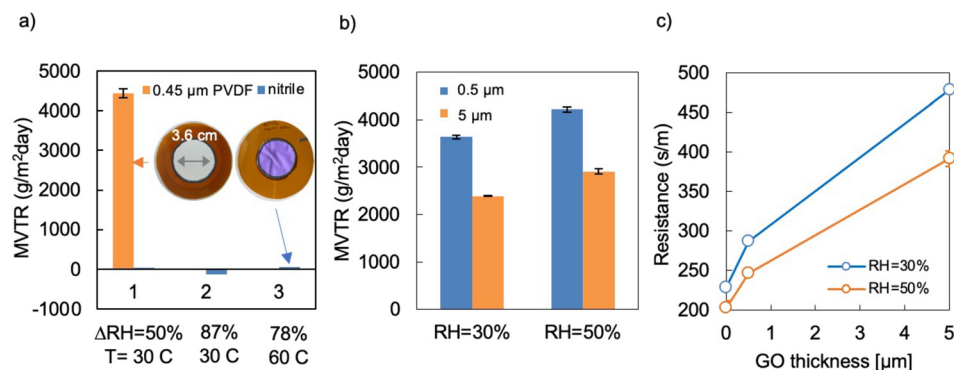 a)
MVTR (g/m²day)
5000
4000
3000
2000
1000
0
-1000
0.45 µm PVDF
nitrile
3.6 cm
1
2
3
ΔRH=50%
87%
78%
T= 30 C
30 C
60 C
b)
MVTR (g/m²day)
5000
4000
3000
2000
1000
0
0.5 µm
5 µm
RH=30%
RH=50%
c)
Resistance (s/m)
500
450
400
350
300
250
200
RH=30%
RH=50%
0
1
2
3
4
5
GO thickness [µm]